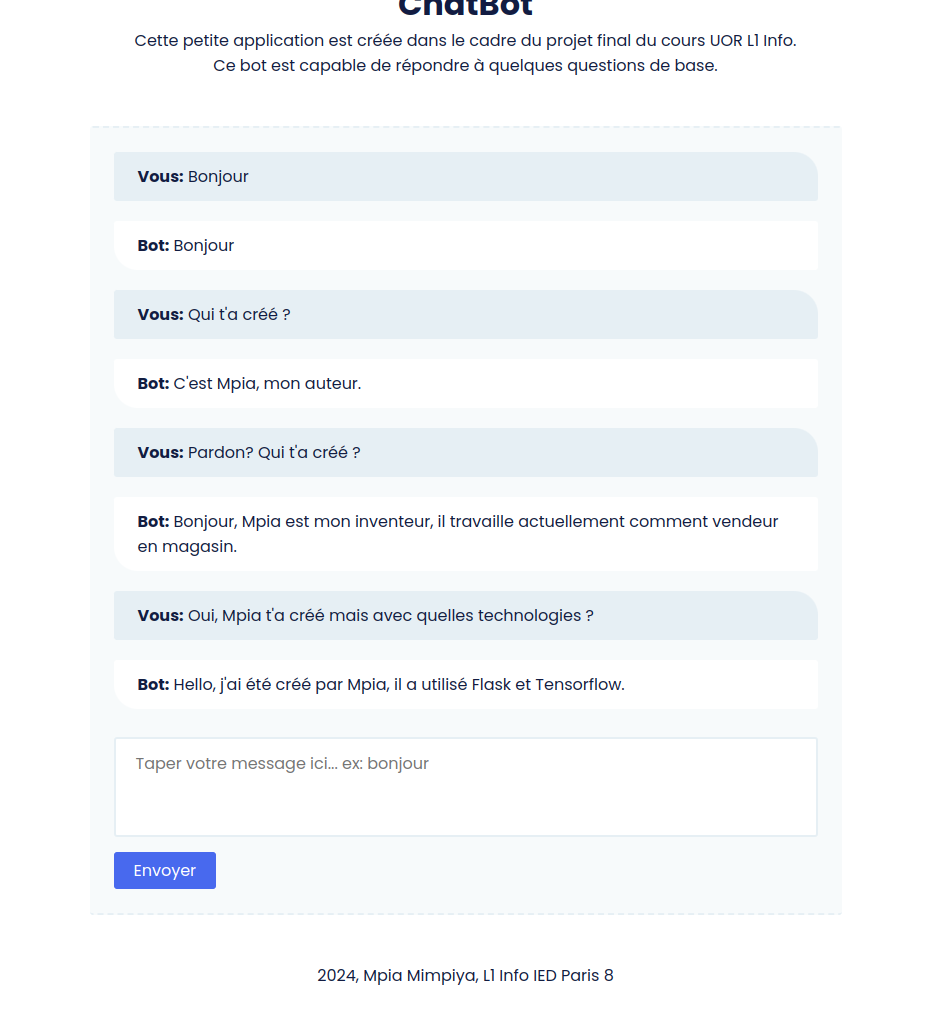 ChatBot
Cette petite application est créée dans le cadre du projet final du cours UOR L1 Info.
Ce bot est capable de répondre à quelques questions de base.
Vous: Bonjour
Bot: Bonjour
Vous: Qui t'a créé ?
Bot: C'est Mpia, mon auteur.
Vous: Pardon? Qui t'a créé ?
Bot: Bonjour, Mpia est mon inventeur, il travaille actuellement comment vendeur
en magasin.
Vous: Oui, Mpia t'a créé mais avec quelles technologies ?
Bot: Hello, j'ai été créé par Mpia, il a utilisé Flask et Tensorflow.
Taper votre message ici... ex: bonjour
Envoyer
2024, Mpia Mimpiya, L1 Info IED Paris 8